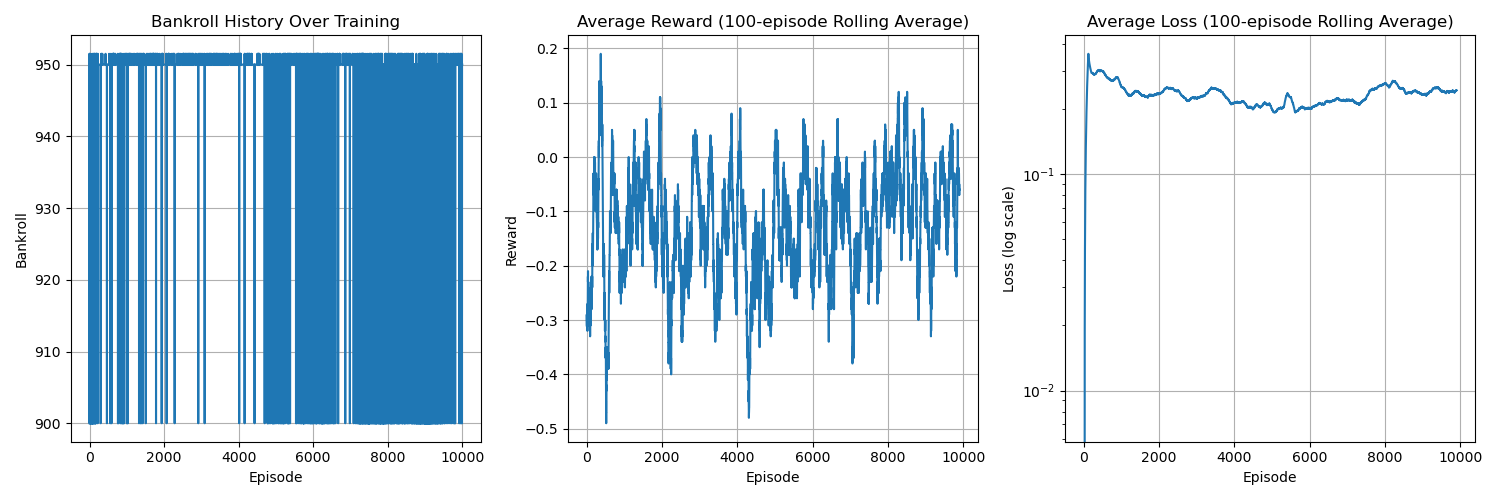 Bankroll History Over Training
Bankroll
950
940
930
920
910
900
0 2000 4000 6000 8000 10000
Episode
Average Reward (100-episode Rolling Average)
Reward
0.2
0.1
0.0
−0.1
−0.2
−0.3
−0.4
−0.5
0 2000 4000 6000 8000 10000
Episode
Average Loss (100-episode Rolling Average)
Loss (log scale)
10⁻¹
10⁻²
0 2000 4000 6000 8000 10000
Episode